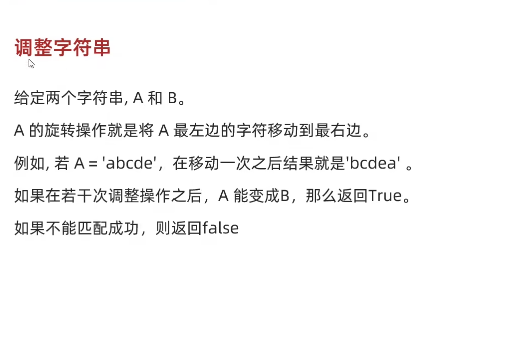 调整字符串
给定两个字符串, A 和 B。
A 的旋转操作就是将 A 最左边的字符移动到最右边。
例如, 若 A = 'abcde'，在移动一次之后结果就是'bcdea' 。
如果在若干次调整操作之后，A 能变成B，那么返回True。
如果不能匹配成功，则返回false